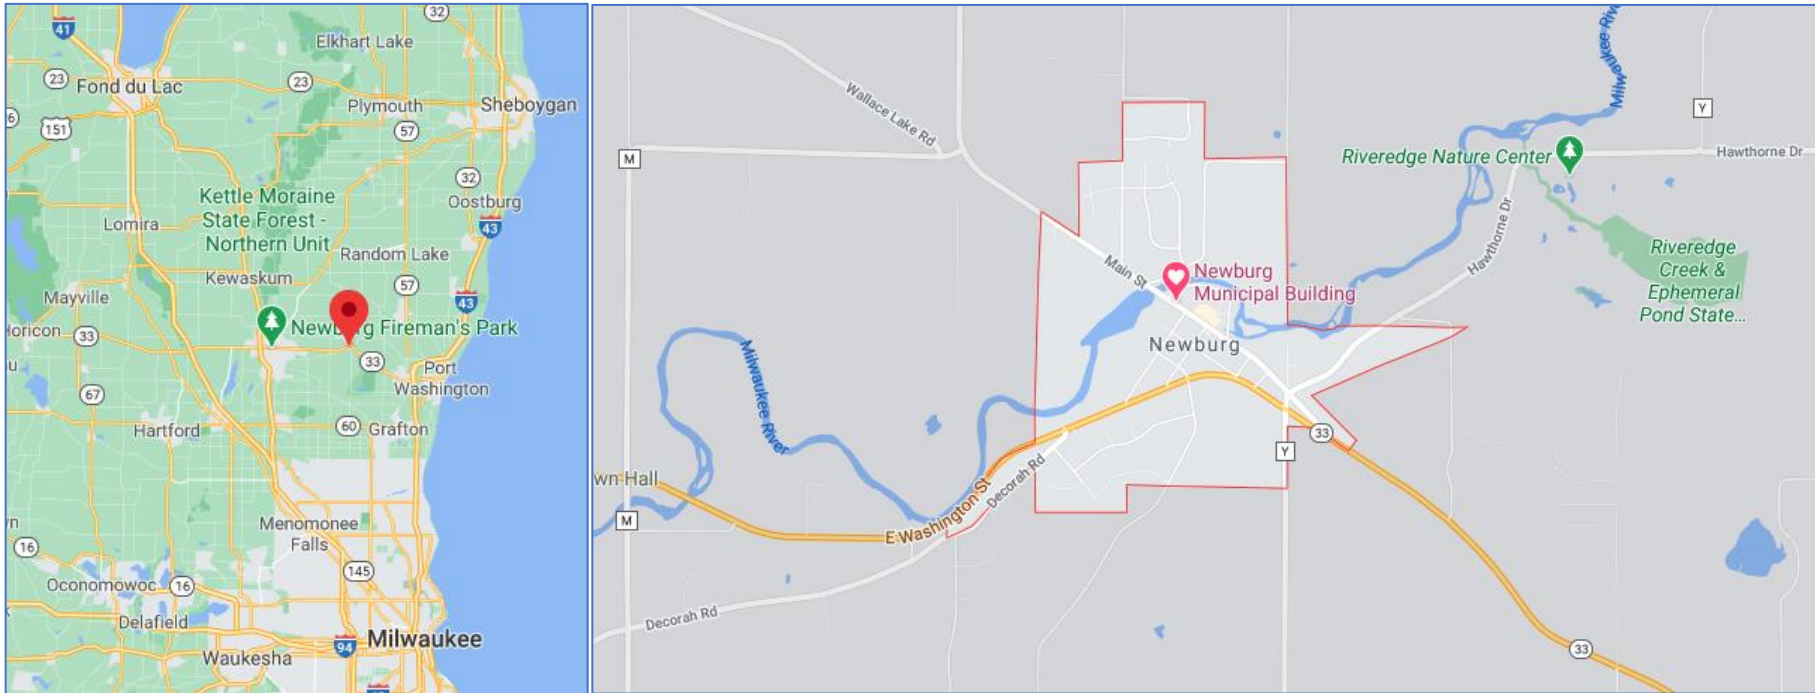 41
32
Elkhart Lake
23
Fond du Lac
23
Plymouth
Sheboygan
6
151
57
32
Kettle Moraine
State Forest -
Northern Unit
Oostburg
43
Lomira
Random Lake
Kewaskum
57
Mayville
43
Horicon
33
Newburg Fireman's Park
33
Port
Washington
67
60
Grafton
Hartford
Menomonee
Falls
16
145
Oconomowoc
16
Delafield
94
Milwaukee
Waukesha
Milwaukee River
Y
Wallace Lake Rd
M
Riveredge Nature Center
Hawthorne Dr
Hawthorne Dr
Riveredge
Creek &
Ephemeral
Pond State...
Main St
Newburg
Municipal Building
Newburg
Milwaukee River
33
Y
wn Hall
Decorah Rd
E Washington St
M
Decorah Rd
33